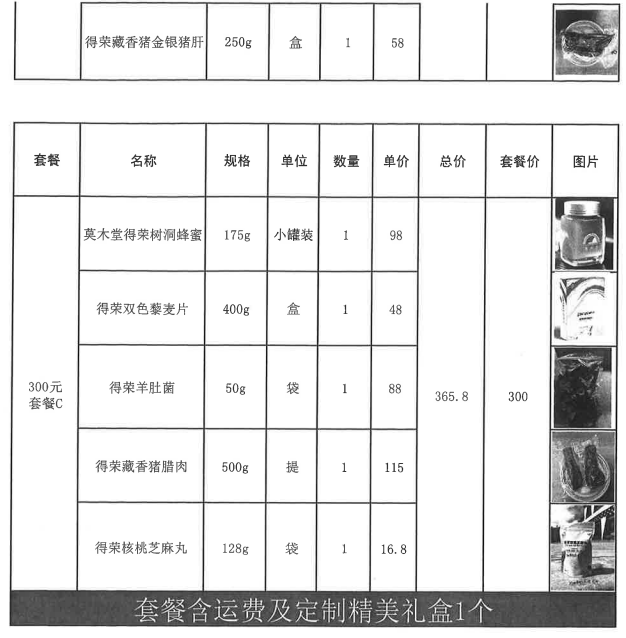 得荣藏香猪金银猪肝 250g 盒 1 58
套餐 名称 规格 单位 数量 单价 总价 套餐价 图片
莫木堂得荣树洞蜂蜜 175g 小罐装 1 98
得荣双色藜麦片 400g 盒 1 48
300元
套餐C
得荣羊肚菌 50g 袋 1 88 365.8 300
得荣藏香猪腊肉 500g 提 1 115
得荣核桃芝麻丸 128g 袋 1 16.8
套餐含运费及定制精美礼盒1个